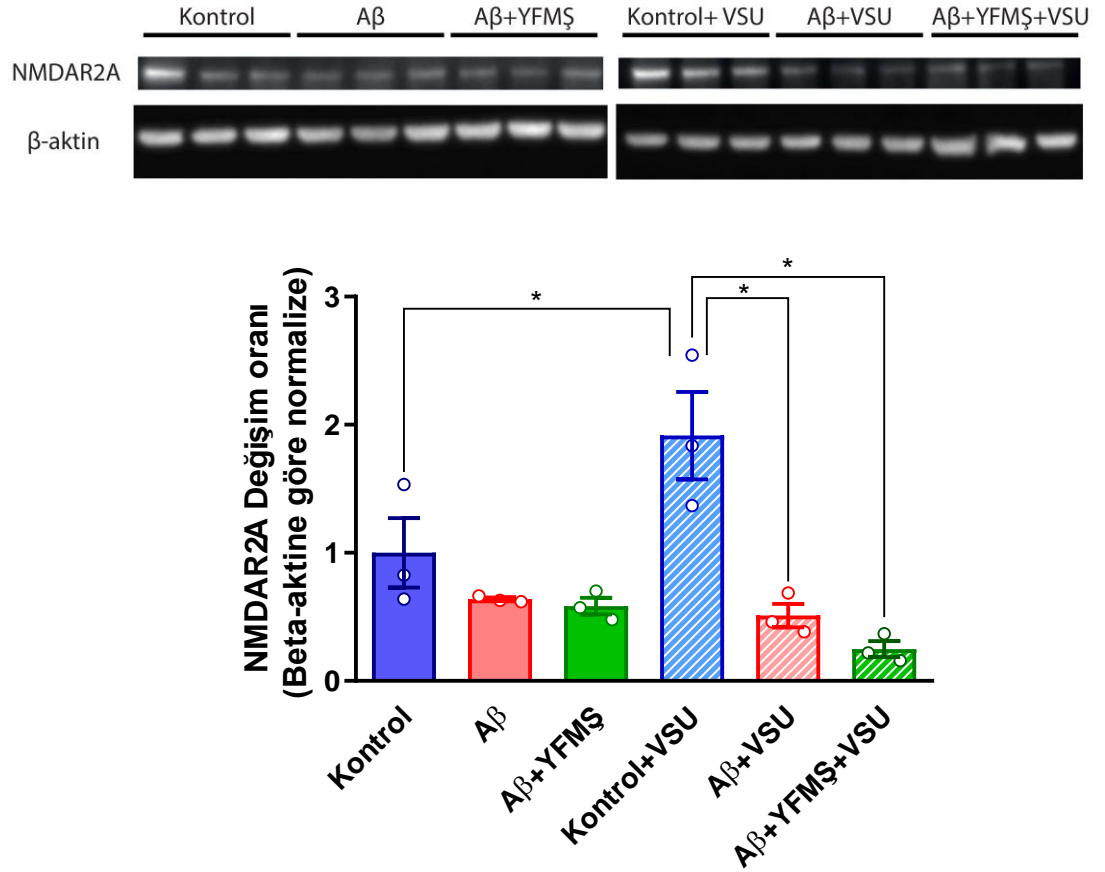 Kontrol Aβ Aβ+YFMŞ Kontrol+ VSU Aβ+VSU Aβ+YFMŞ+VSU
NMDAR2A
β-aktin
NMDAR2A Değişim oranı
(Beta-aktine göre normalize)
3
2
1
0
*
*
*
Kontrol
Aβ
Aβ+YFMŞ
Kontrol+VSU
Aβ+VSU
Aβ+YFMŞ+VSU